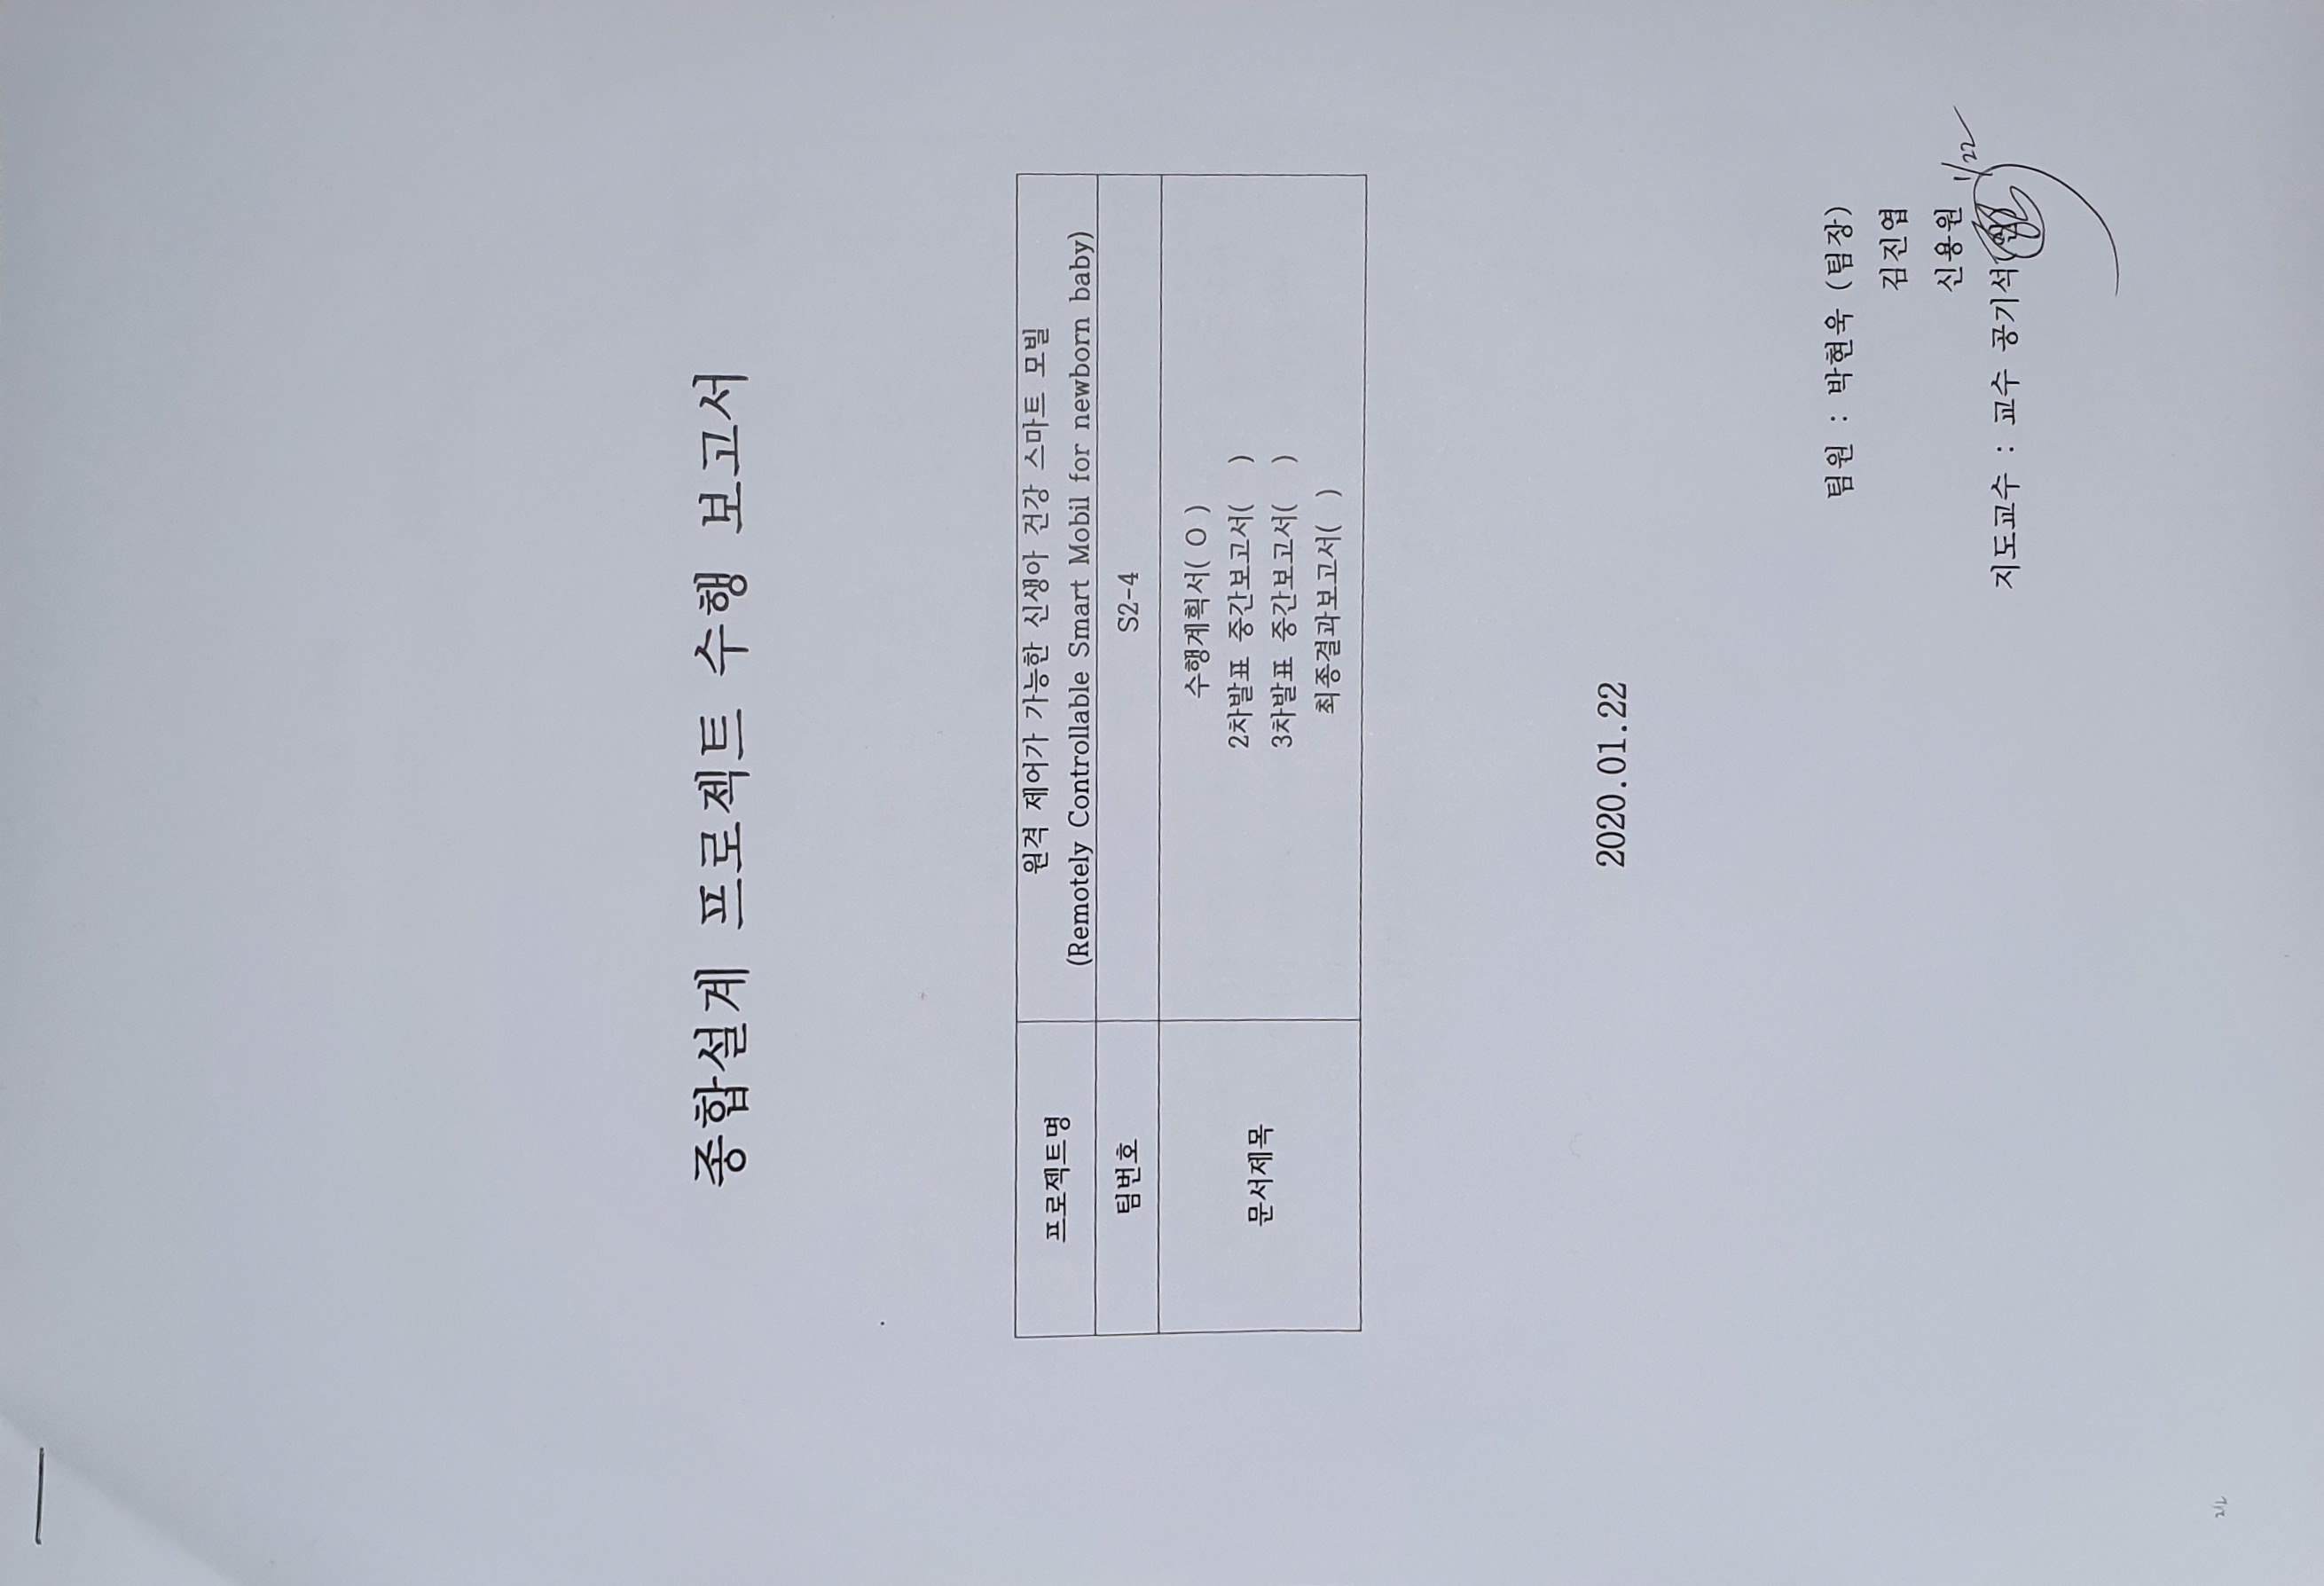 종합설계 프로젝트 수행 보고서
프로젝트명
원격 제어가 가능한 신생아 건강 스마트 모빌
(Remotely Controllable Smart Mobil for newborn baby)
팀번호
S2-4
문서제목
수행계획서( O )
2차발표 중간보고서( )
3차발표 중간보고서( )
최종결과보고서( )
2020.01.22
팀원 : 박현욱 (팀장)
김진엽
신용원
1/22
지도교수 : 교수 공기석(인)